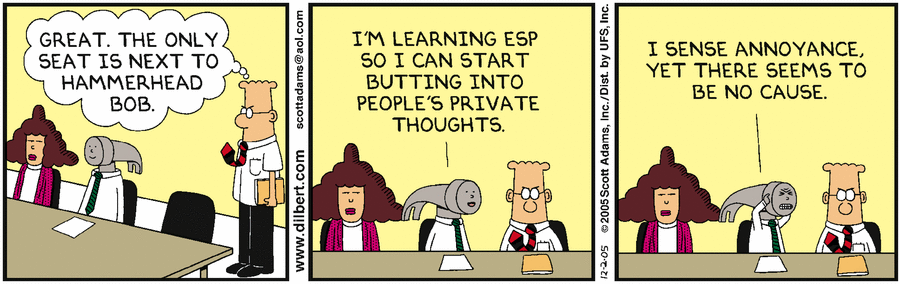 GREAT. THE ONLY
SEAT IS NEXT TO
HAMMERHEAD
BOB.
scottadams@aol.com
www.dilbert.com
I'M LEARNING ESP
SO I CAN START
BUTTING INTO
PEOPLE'S PRIVATE
THOUGHTS.
12-2-05 ©2005 Scott Adams, Inc./Dist. by UFS, Inc.
I SENSE ANNOYANCE,
YET THERE SEEMS TO
BE NO CAUSE.